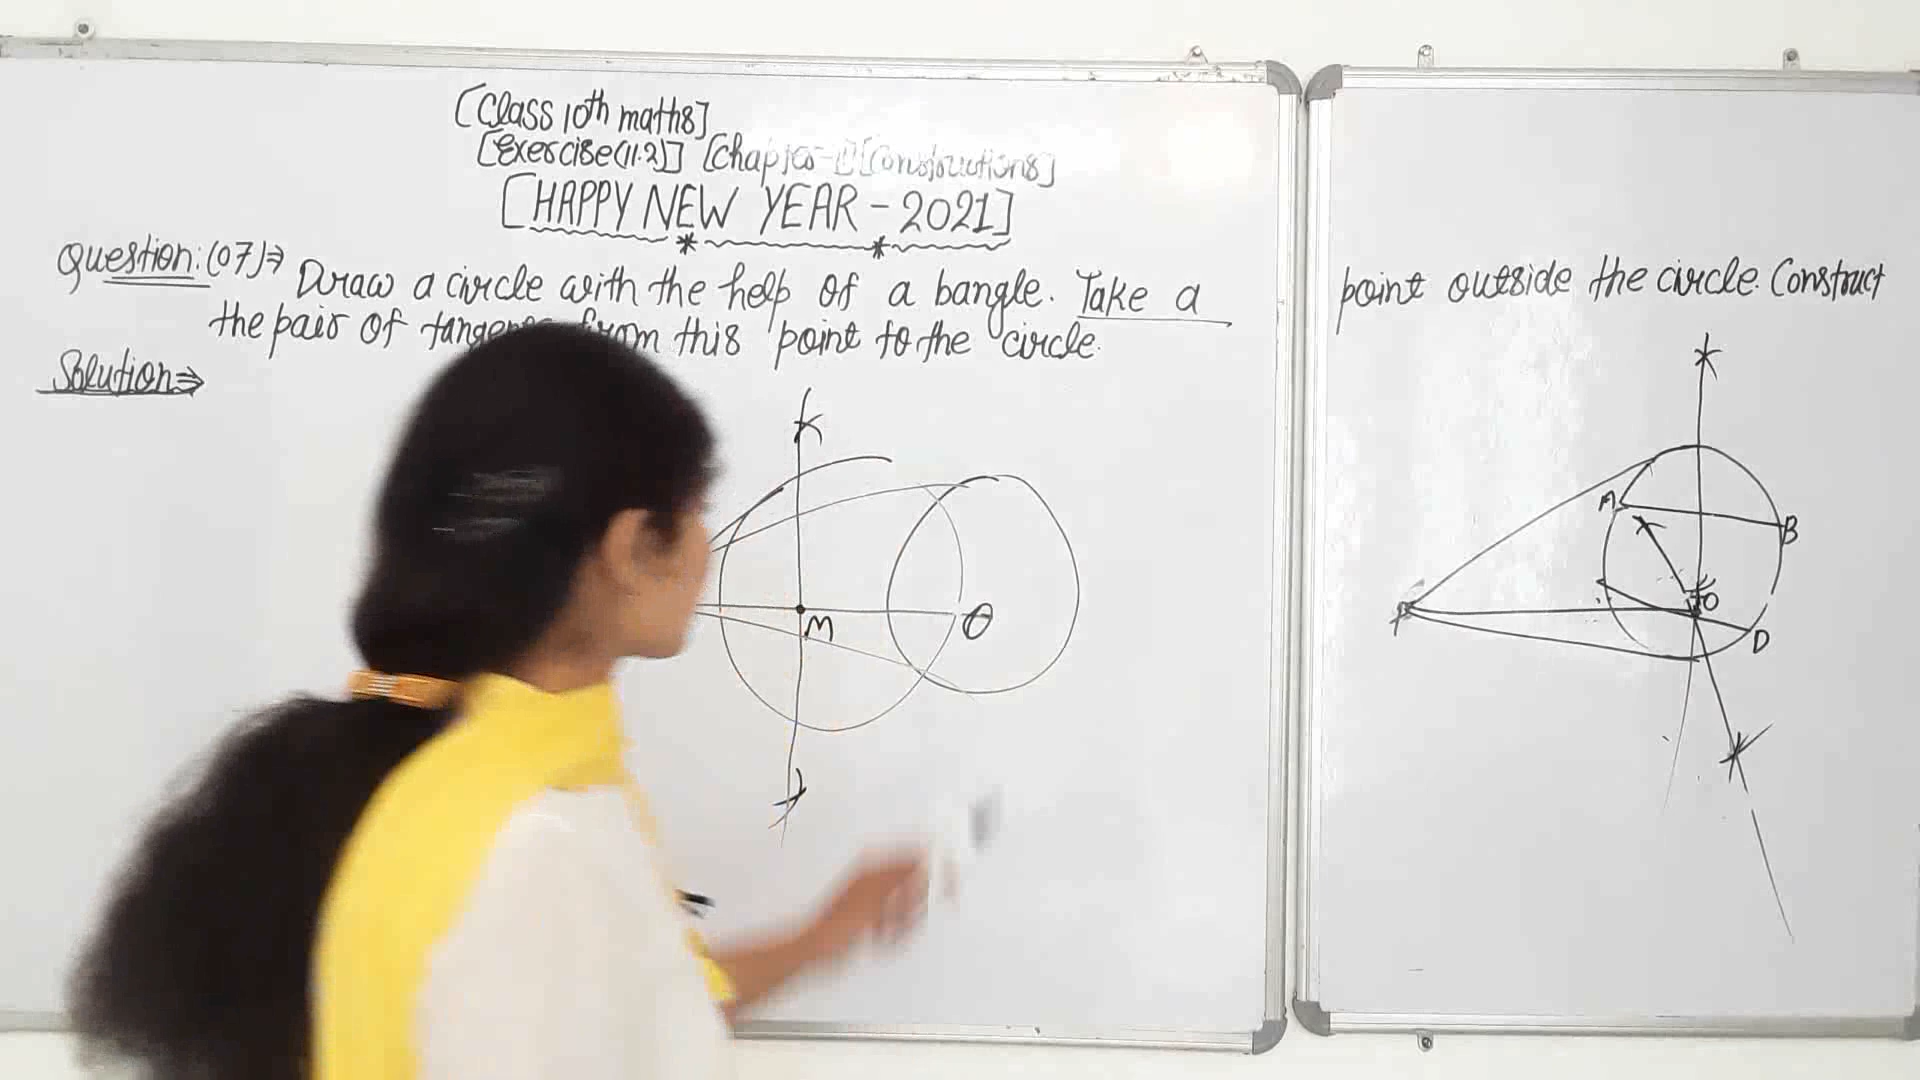 [Class 10th maths]
[Exercise(11.2)] [Chapter-11] [Constructions]
[HAPPY NEW YEAR - 2021]
Question:(07)⇒ Draw a circle with the help of a bangle. Take a point outside the circle. Construct
the pair of from this point to the circle.
Solution⇒
M
O
P
A
B
O
D